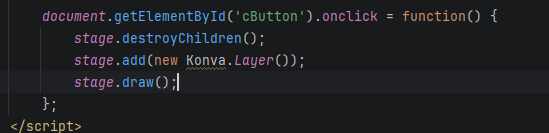 document.getElementById('cButton').onclick = function() {
stage.destroyChildren();
stage.add(new Konva.Layer());
stage.draw();
};
</script>